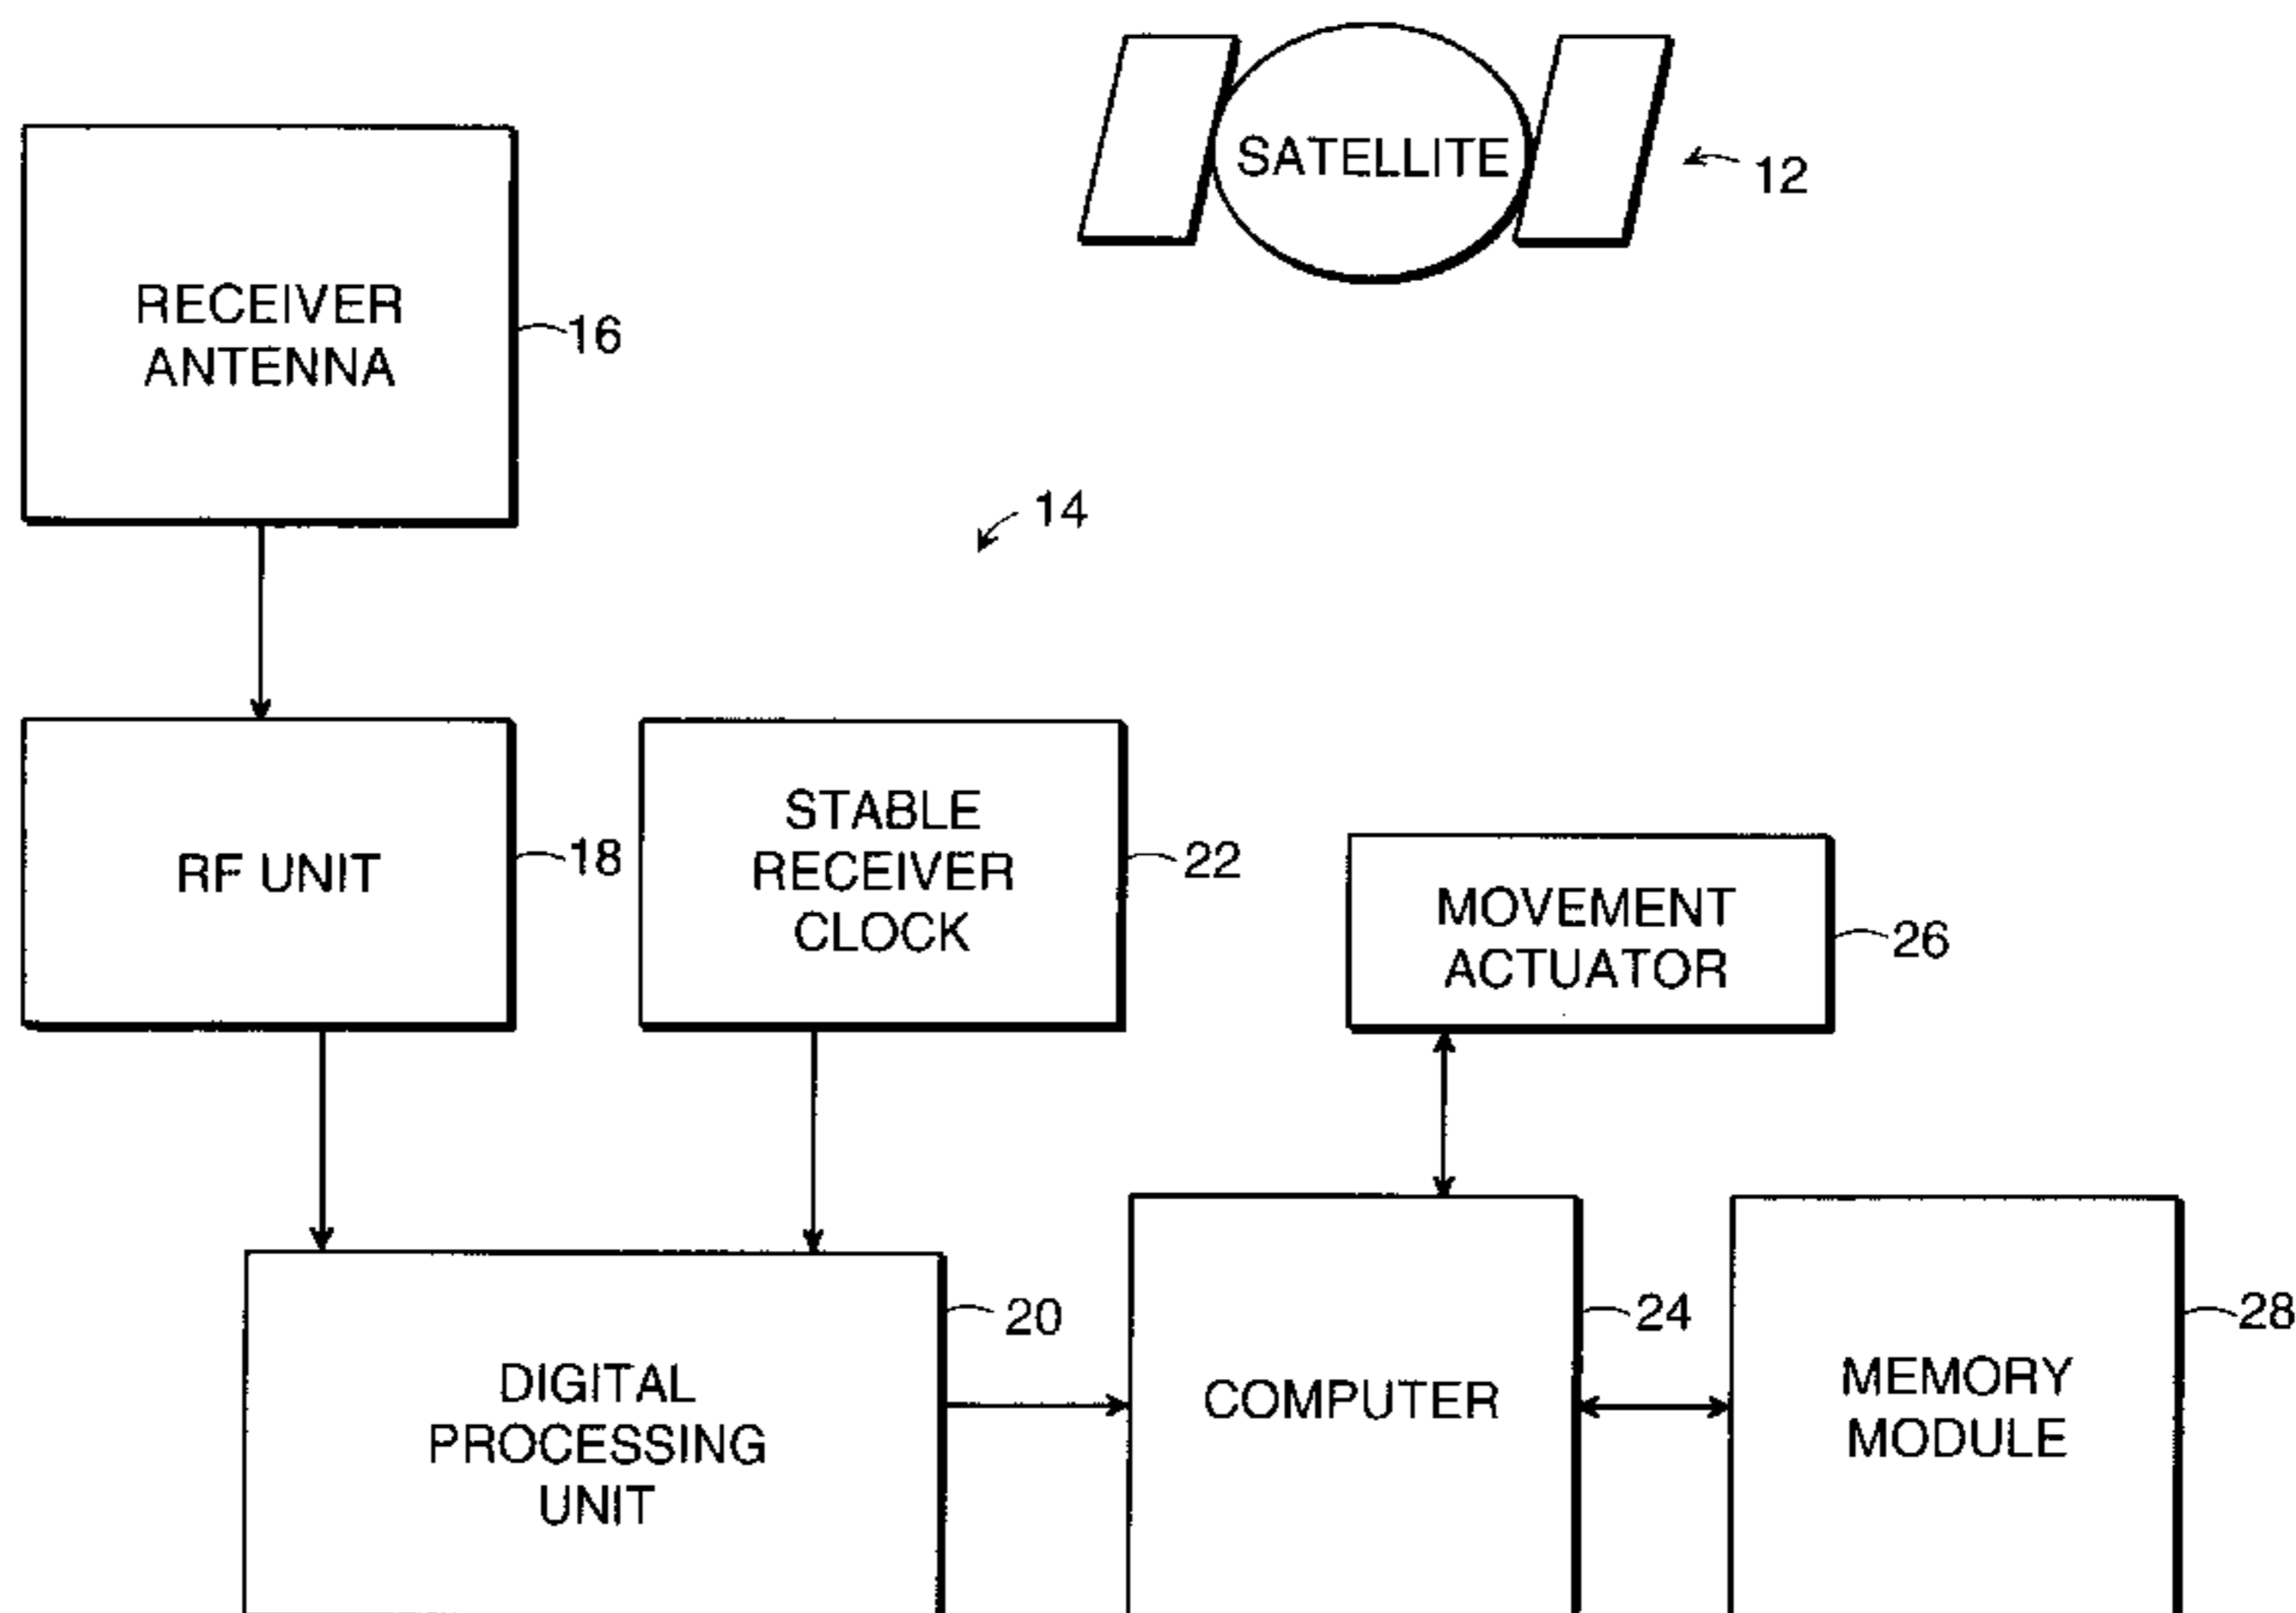 SATELLITE
12
RECEIVER
ANTENNA
16
14
RF UNIT
18
STABLE
RECEIVER
CLOCK
22
MOVEMENT
ACTUATOR
26
DIGITAL
PROCESSING
UNIT
20
COMPUTER
24
MEMORY
MODULE
28